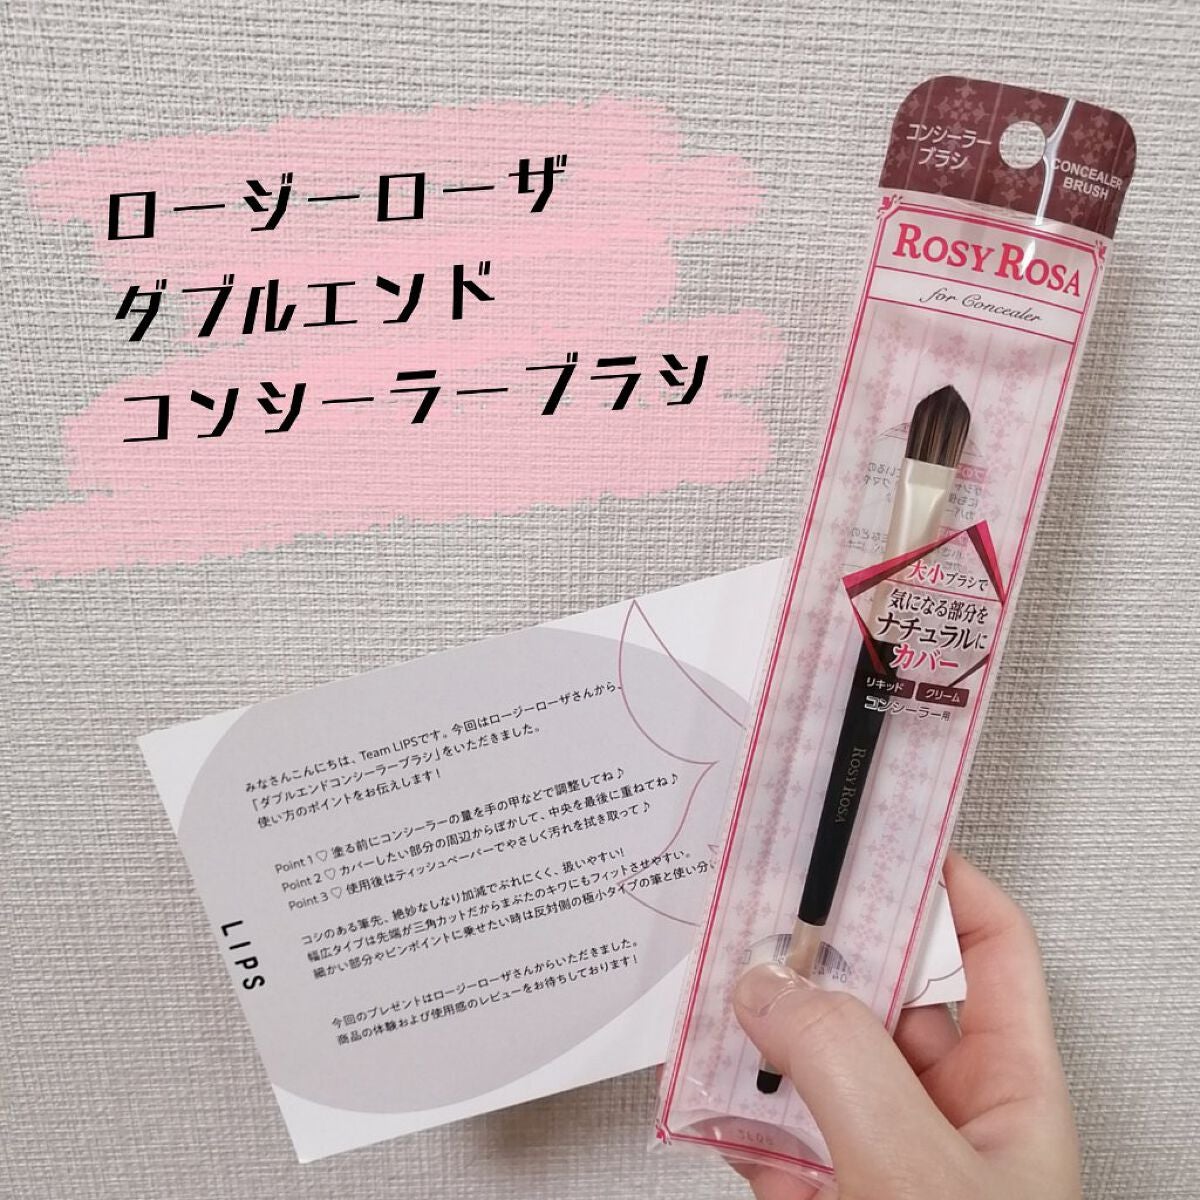 ロージーローザ
ダブルエンド
コンシーラーブラシ
コンシーラー
ブラシ
CONCEALER
BRUSH
ROSY ROSA
for Concealer
大小ブラシで
気になる部分を
ナチュラルに
カバー
リキッド クリーム
コンシーラー用
ROSY ROSA
みなさんこんにちは、Team LIPSです。今回はロージーローザさんから、
「ダブルエンドコンシーラーブラシ」をいただきました。
使い方のポイントをお伝えします!
Point 1 ♡ 塗る前にコンシーラーの量を手の甲などで調整してね♪
Point 2 ♡ カバーしたい部分の周辺からぼかして、中央を最後に重ねてね♪
Point 3 ♡ 使用後はティッシュペーパーでやさしく汚れを拭き取って♪
コシのある筆先、絶妙なしなり加減でぶれにくく、扱いやすい!
幅広タイプは先端が三角カットだからまぶたのキワにもフィットさせやすい。
細かい部分やピンポイントに乗せたい時は反対側の極小タイプの筆と使い分
今回のプレゼントはロージーローザさんからいただきました。
商品の体験および使用感のレビューをお待ちしております!
LIPS